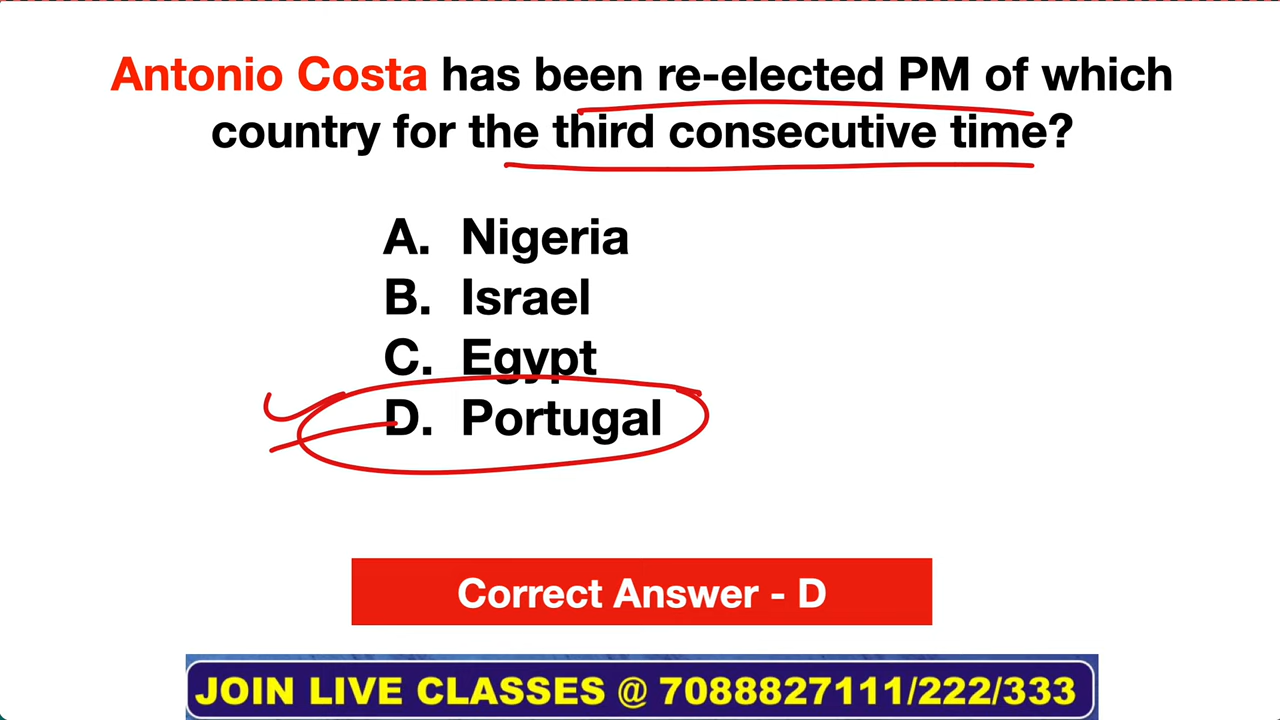 Antonio Costa has been re-elected PM of which
country for the third consecutive time?
A. Nigeria
B. Israel
C. Egypt
D. Portugal
Correct Answer - D
JOIN LIVE CLASSES @ 7088827111/222/333